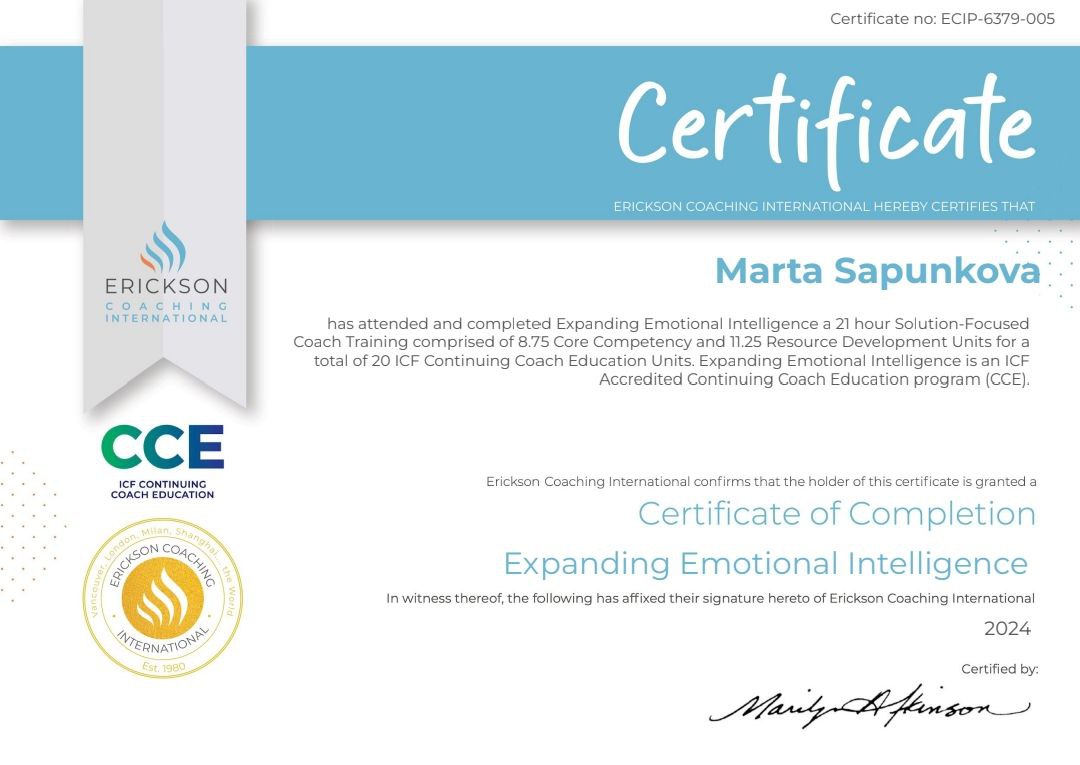 Certificate no: ECIP-6379-005
Certificate
ERICKSON COACHING INTERNATIONAL HEREBY CERTIFIES THAT
Marta Sapunkova
ERICKSON
COACHING
INTERNATIONAL
has attended and completed Expanding Emotional Intelligence a 21 hour Solution-Focused
Coach Training comprised of 8.75 Core Competency and 11.25 Resource Development Units for a
total of 20 ICF Continuing Coach Education Units. Expanding Emotional Intelligence is an ICF
Accredited Continuing Coach Education program (CCE).
CCE
ICF CONTINUING
COACH EDUCATION
Erickson Coaching International confirms that the holder of this certificate is granted a
Certificate of Completion
Expanding Emotional Intelligence
In witness thereof, the following has affixed their signature hereto of Erickson Coaching International
2024
Vancouver, London, Milan, Shanghai... the World
ERICKSON COACHING
INTERNATIONAL
Est. 1980
Certified by:
Marilyn Atkinson